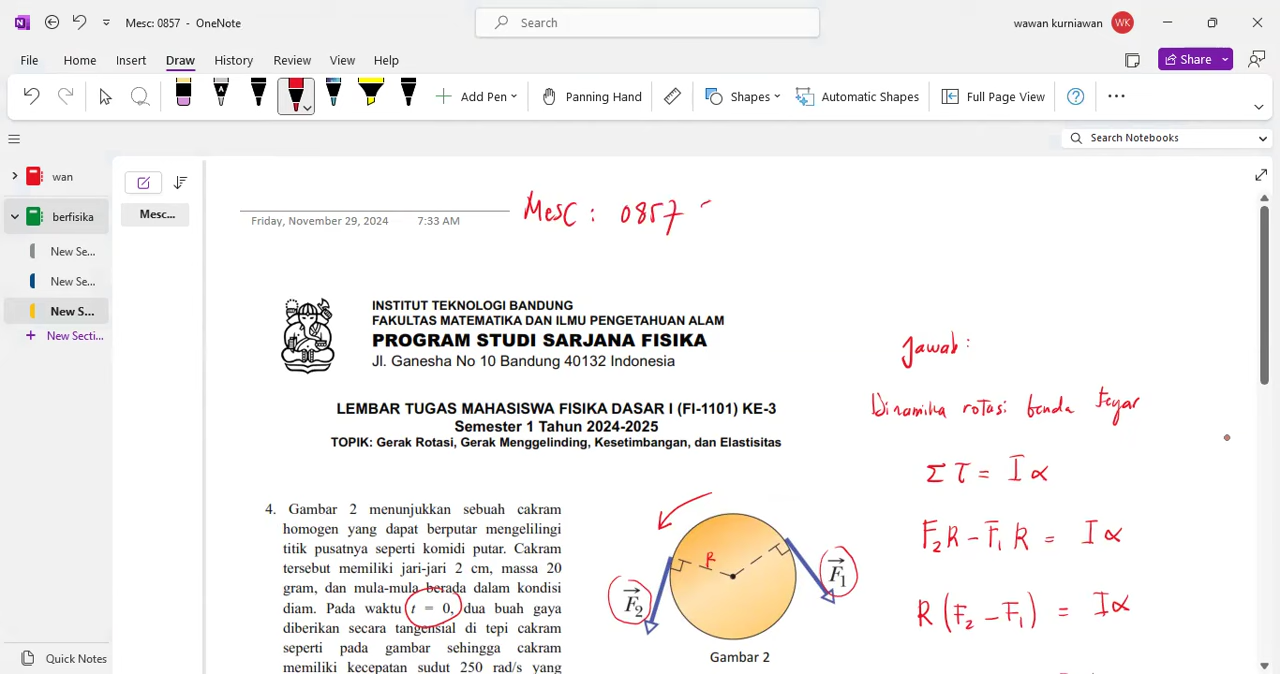 Mesc: 0857 - OneNote
Search
wawan kurniawan
WK
File
Home
Insert
Draw
History
Review
View
Help
Share
Add Pen
Panning Hand
Shapes
Automatic Shapes
Full Page View
Search Notebooks
wan
berfisika
New Se...
New Se...
New S...
New Secti...
Quick Notes
Mesc...
Friday, November 29, 2024 7:33 AM
Mesc : 0857 -
INSTITUT TEKNOLOGI BANDUNG
FAKULTAS MATEMATIKA DAN ILMU PENGETAHUAN ALAM
PROGRAM STUDI SARJANA FISIKA
Jl. Ganesha No 10 Bandung 40132 Indonesia
LEMBAR TUGAS MAHASISWA FISIKA DASAR I (FI-1101) KE-3
Semester 1 Tahun 2024-2025
TOPIK: Gerak Rotasi, Gerak Menggelinding, Kesetimbangan, dan Elastisitas
4. Gambar 2 menunjukkan sebuah cakram
homogen yang dapat berputar mengelilingi
titik pusatnya seperti komidi putar. Cakram
tersebut memiliki jari-jari 2 cm, massa 20
gram, dan mula-mula berada dalam kondisi
diam. Pada waktu t = 0, dua buah gaya
diberikan secara tangensial di tepi cakram
seperti pada gambar sehingga cakram
memiliki kecepatan sudut 250 rad/s yang
R
F₂
F₁
Gambar 2
Jawab :
Dinamika rotasi benda tegar
Σ τ = I α
F₂R - F₁ R = I α
R (F₂ - F₁) = I α